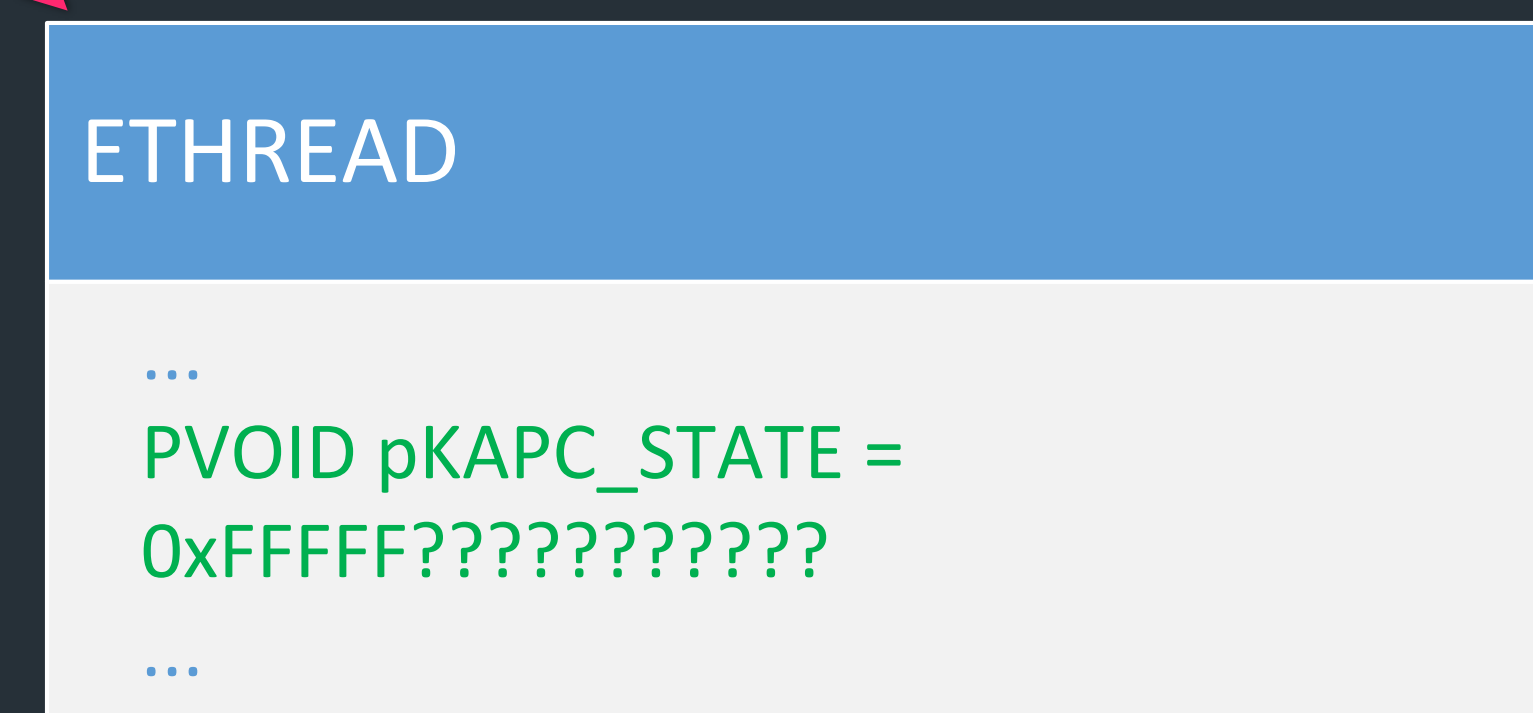 ETHREAD
...
PVOID pKAPC_STATE =
0xFFFFF???????????
...